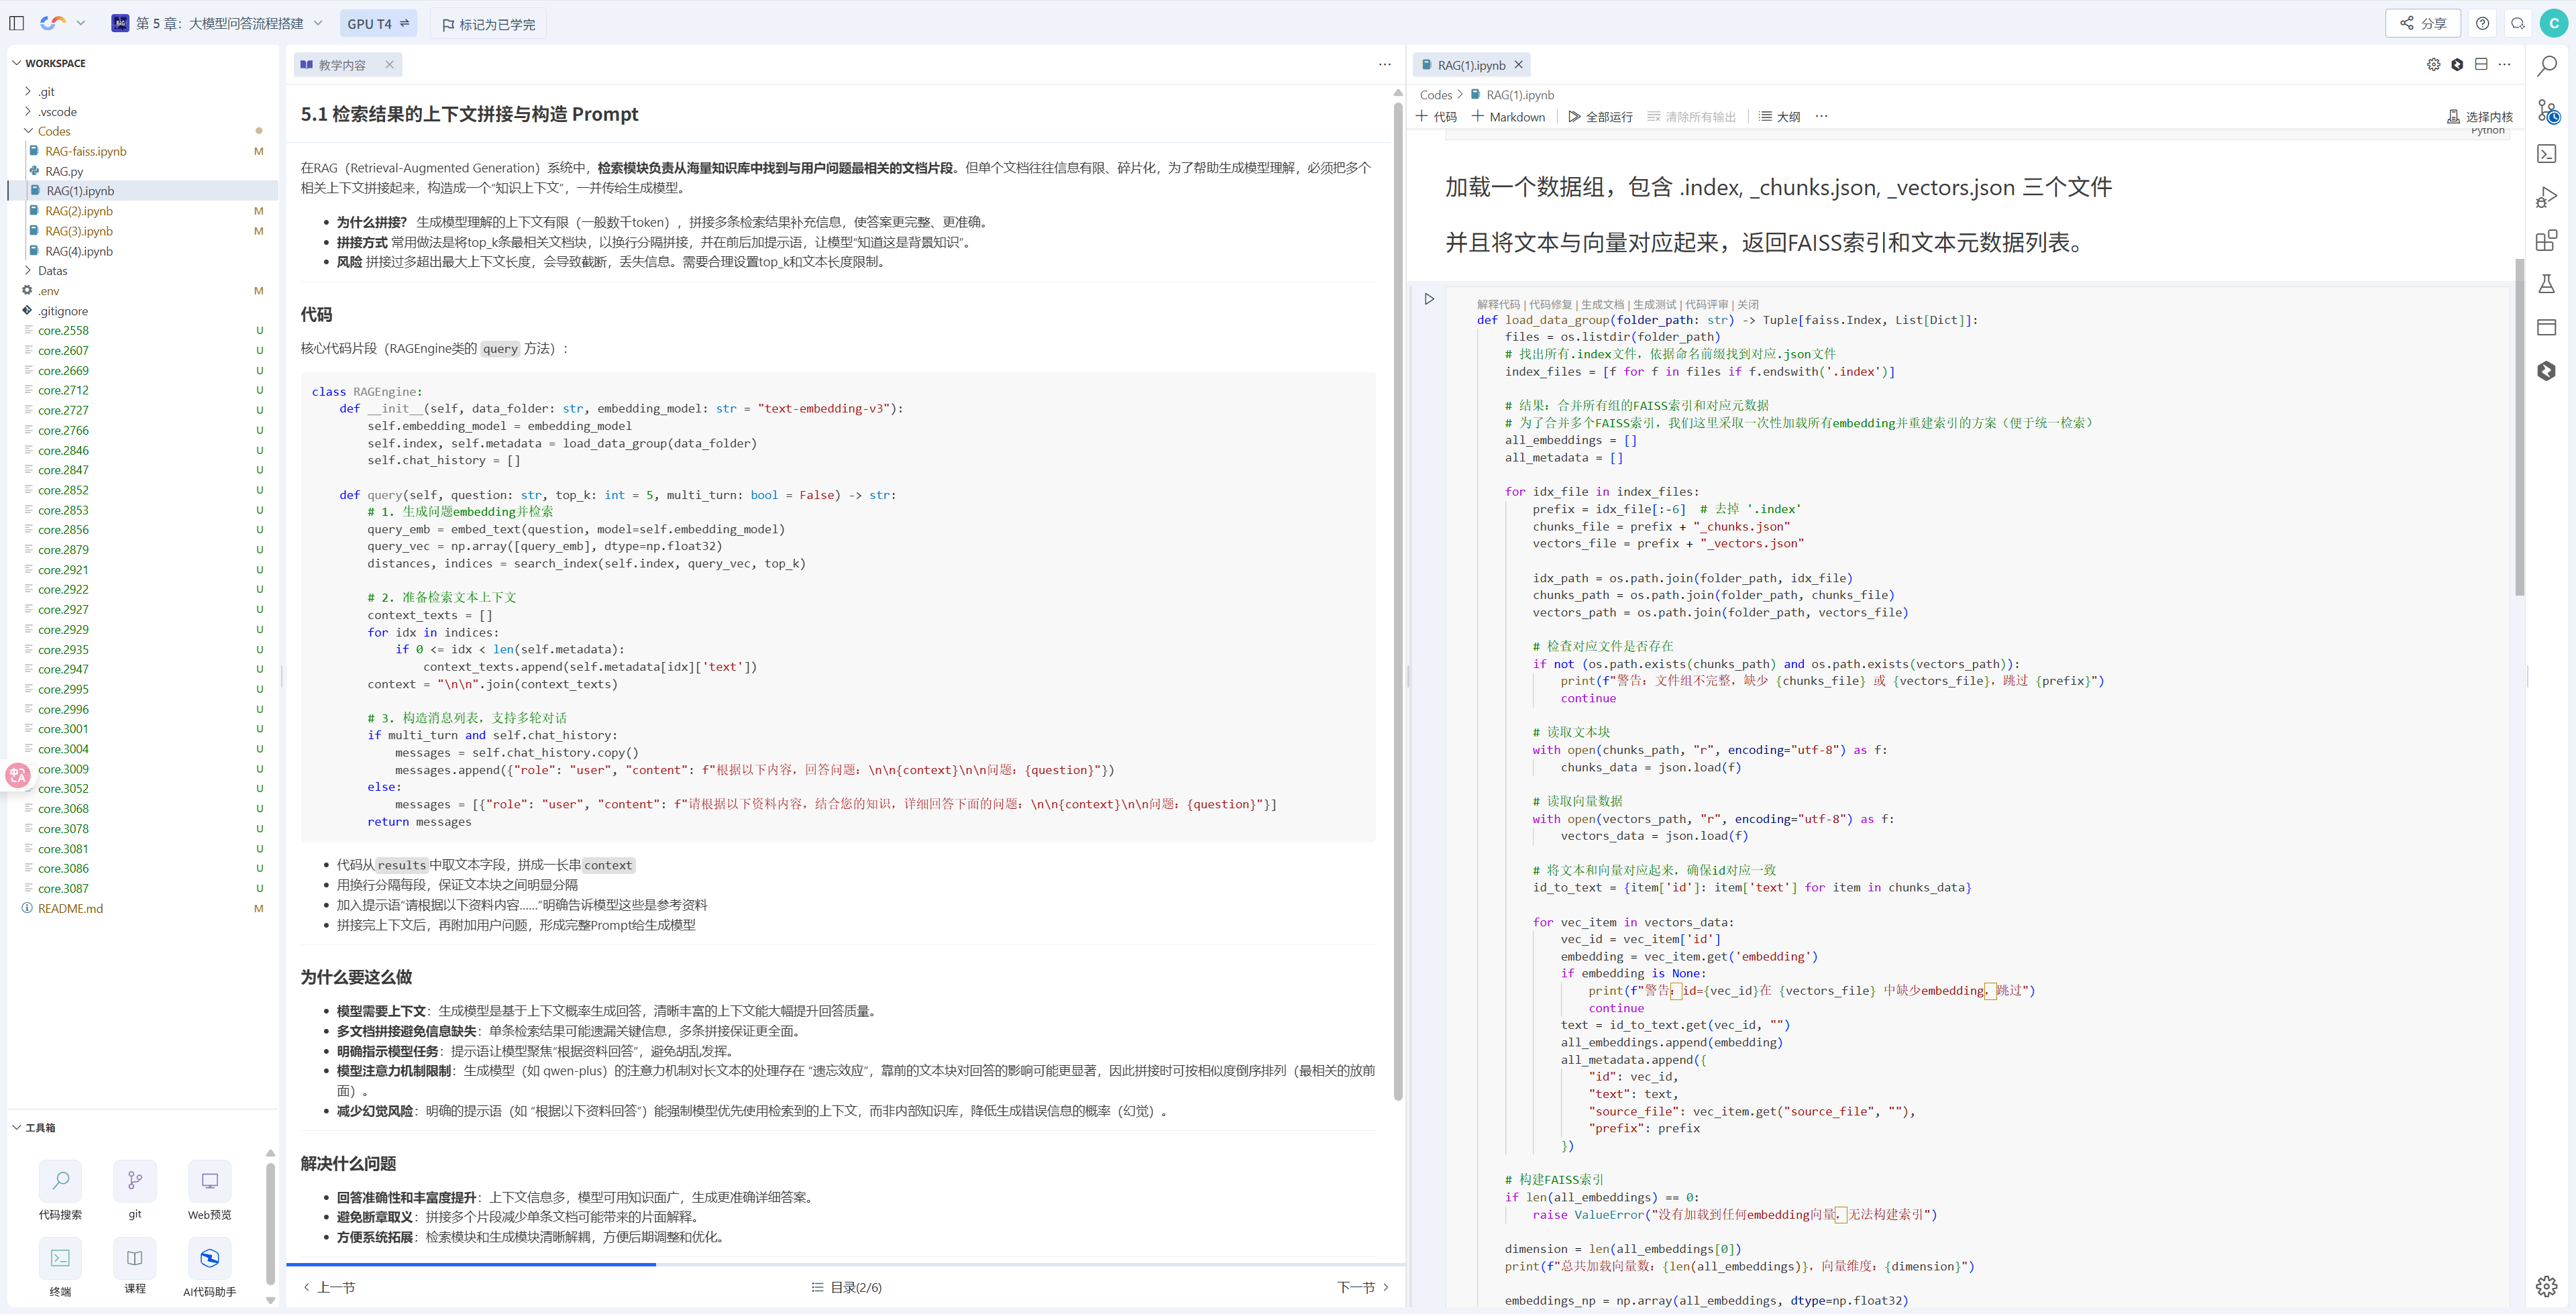 第 5 章：大模型问答流程搭建
GPU T4
标记为已学完
分享
C
WORKSPACE
.git
.vscode
Codes
RAG-faiss.ipynb M
RAG.py
RAG(1).ipynb
RAG(2).ipynb M
RAG(3).ipynb M
RAG(4).ipynb
Datas
.env M
.gitignore
core.2558 U
core.2607 U
core.2669 U
core.2712 U
core.2727 U
core.2766 U
core.2846 U
core.2847 U
core.2852 U
core.2853 U
core.2856 U
core.2879 U
core.2921 U
core.2922 U
core.2927 U
core.2929 U
core.2935 U
core.2947 U
core.2995 U
core.2996 U
core.3001 U
core.3004 U
core.3009 U
core.3052 U
core.3068 U
core.3078 U
core.3081 U
core.3086 U
core.3087 U
README.md M
工具箱
代码搜索
git
Web预览
终端
课程
AI代码助手
教学内容
5.1 检索结果的上下文拼接与构造 Prompt
在RAG（Retrieval-Augmented Generation）系统中，检索模块负责从海量知识库中找到与用户问题最相关的文档片段。但单个文档往往信息有限、碎片化，为了帮助生成模型理解，必须把多个
相关上下文拼接起来，构造成一个“知识上下文”，一并传给生成模型。
为什么拼接？ 生成模型理解的上下文有限（一般数千token），拼接多条检索结果补充信息，使答案更完整、更准确。
拼接方式 常用做法是将top_k条最相关文档块，以换行分隔拼接，并在前后加提示语，让模型“知道这是背景知识”。
风险 拼接过多超出最大上下文长度，会导致截断，丢失信息。需要合理设置top_k和文本长度限制。
代码
核心代码片段（RAGEngine类的 query 方法）：
class RAGEngine:
def __init__(self, data_folder: str, embedding_model: str = "text-embedding-v3"):
self.embedding_model = embedding_model
self.index, self.metadata = load_data_group(data_folder)
self.chat_history = []
def query(self, question: str, top_k: int = 5, multi_turn: bool = False) -> str:
# 1. 生成问题embedding并检索
query_emb = embed_text(question, model=self.embedding_model)
query_vec = np.array([query_emb], dtype=np.float32)
distances, indices = search_index(self.index, query_vec, top_k)
# 2. 准备检索文本上下文
context_texts = []
for idx in indices:
if 0 <= idx < len(self.metadata):
context_texts.append(self.metadata[idx]['text'])
context = "\n\n".join(context_texts)
# 3. 构造消息列表，支持多轮对话
if multi_turn and self.chat_history:
messages = self.chat_history.copy()
messages.append({"role": "user", "content": f"根据以下内容，回答问题：\n\n{context}\n\n问题：{question}"})
else:
messages = [{"role": "user", "content": f"请根据以下资料内容，结合您的知识，详细回答下面的问题：\n\n{context}\n\n问题：{question}"}]
return messages
代码从results中取文本字段，拼成一长串context
用换行分隔每段，保证文本块之间明显分隔
加入提示语“请根据以下资料内容……”明确告诉模型这些是参考资料
拼接完上下文后，再附加用户问题，形成完整Prompt给生成模型
为什么要这么做
模型需要上下文：生成模型是基于上下文概率生成回答，清晰丰富的上下文能大幅提升回答质量。
多文档拼接避免信息缺失：单条检索结果可能遗漏关键信息，多条拼接保证更全面。
明确指示模型任务：提示语让模型聚焦“根据资料回答”，避免胡乱发挥。
模型注意力机制限制：生成模型（如 qwen-plus）的注意力机制对长文本的处理存在 “遗忘效应”，靠前的文本块对回答的影响可能更显著，因此拼接时可按相似度倒序排列（最相关的放前
面）。
减少幻觉风险：明确的提示语（如 “根据以下资料回答”）能强制模型优先使用检索到的上下文，而非内部知识库，降低生成错误信息的概率（幻觉）。
解决什么问题
回答准确性和丰富度提升：上下文信息多，模型可用知识面广，生成更准确详细答案。
避免断章取义：拼接多个片段减少单条文档可能带来的片面解释。
方便系统拓展：检索模块和生成模块清晰解耦，方便后期调整和优化。
上一节
目录(2/6)
下一节
RAG(1).ipynb
Codes > RAG(1).ipynb
代码 Markdown 全部运行 清除所有输出 大纲
选择内核
Python
加载一个数据组，包含 .index, _chunks.json, _vectors.json 三个文件
并且将文本与向量对应起来，返回FAISS索引和文本元数据列表。
解释代码 | 代码修复 | 生成文档 | 生成测试 | 代码评审 | 关闭
def load_data_group(folder_path: str) -> Tuple[faiss.Index, List[Dict]]:
files = os.listdir(folder_path)
# 找出所有.index文件，依据命名前缀找到对应.json文件
index_files = [f for f in files if f.endswith('.index')]
# 结果：合并所有组的FAISS索引和对应元数据
# 为了合并多个FAISS索引，我们这里采取一次性加载所有embedding并重建索引的方案（便于统一检索）
all_embeddings = []
all_metadata = []
for idx_file in index_files:
prefix = idx_file[:-6]  # 去掉 '.index'
chunks_file = prefix + "_chunks.json"
vectors_file = prefix + "_vectors.json"
idx_path = os.path.join(folder_path, idx_file)
chunks_path = os.path.join(folder_path, chunks_file)
vectors_path = os.path.join(folder_path, vectors_file)
# 检查对应文件是否存在
if not (os.path.exists(chunks_path) and os.path.exists(vectors_path)):
print(f"警告：文件组不完整，缺少 {chunks_file} 或 {vectors_file}，跳过 {prefix}")
continue
# 读取文本块
with open(chunks_path, "r", encoding="utf-8") as f:
chunks_data = json.load(f)
# 读取向量数据
with open(vectors_path, "r", encoding="utf-8") as f:
vectors_data = json.load(f)
# 将文本和向量对应起来，确保id对应一致
id_to_text = {item['id']: item['text'] for item in chunks_data}
for vec_item in vectors_data:
vec_id = vec_item['id']
embedding = vec_item.get('embedding')
if embedding is None:
print(f"警告：id={vec_id}在 {vectors_file} 中缺少embedding，跳过")
continue
text = id_to_text.get(vec_id, "")
all_embeddings.append(embedding)
all_metadata.append({
"id": vec_id,
"text": text,
"source_file": vec_item.get("source_file", ""),
"prefix": prefix
})
# 构建FAISS索引
if len(all_embeddings) == 0:
raise ValueError("没有加载到任何embedding向量，无法构建索引")
dimension = len(all_embeddings[0])
print(f"总共加载向量数：{len(all_embeddings)}，向量维度：{dimension}")
embeddings_np = np.array(all_embeddings, dtype=np.float32)